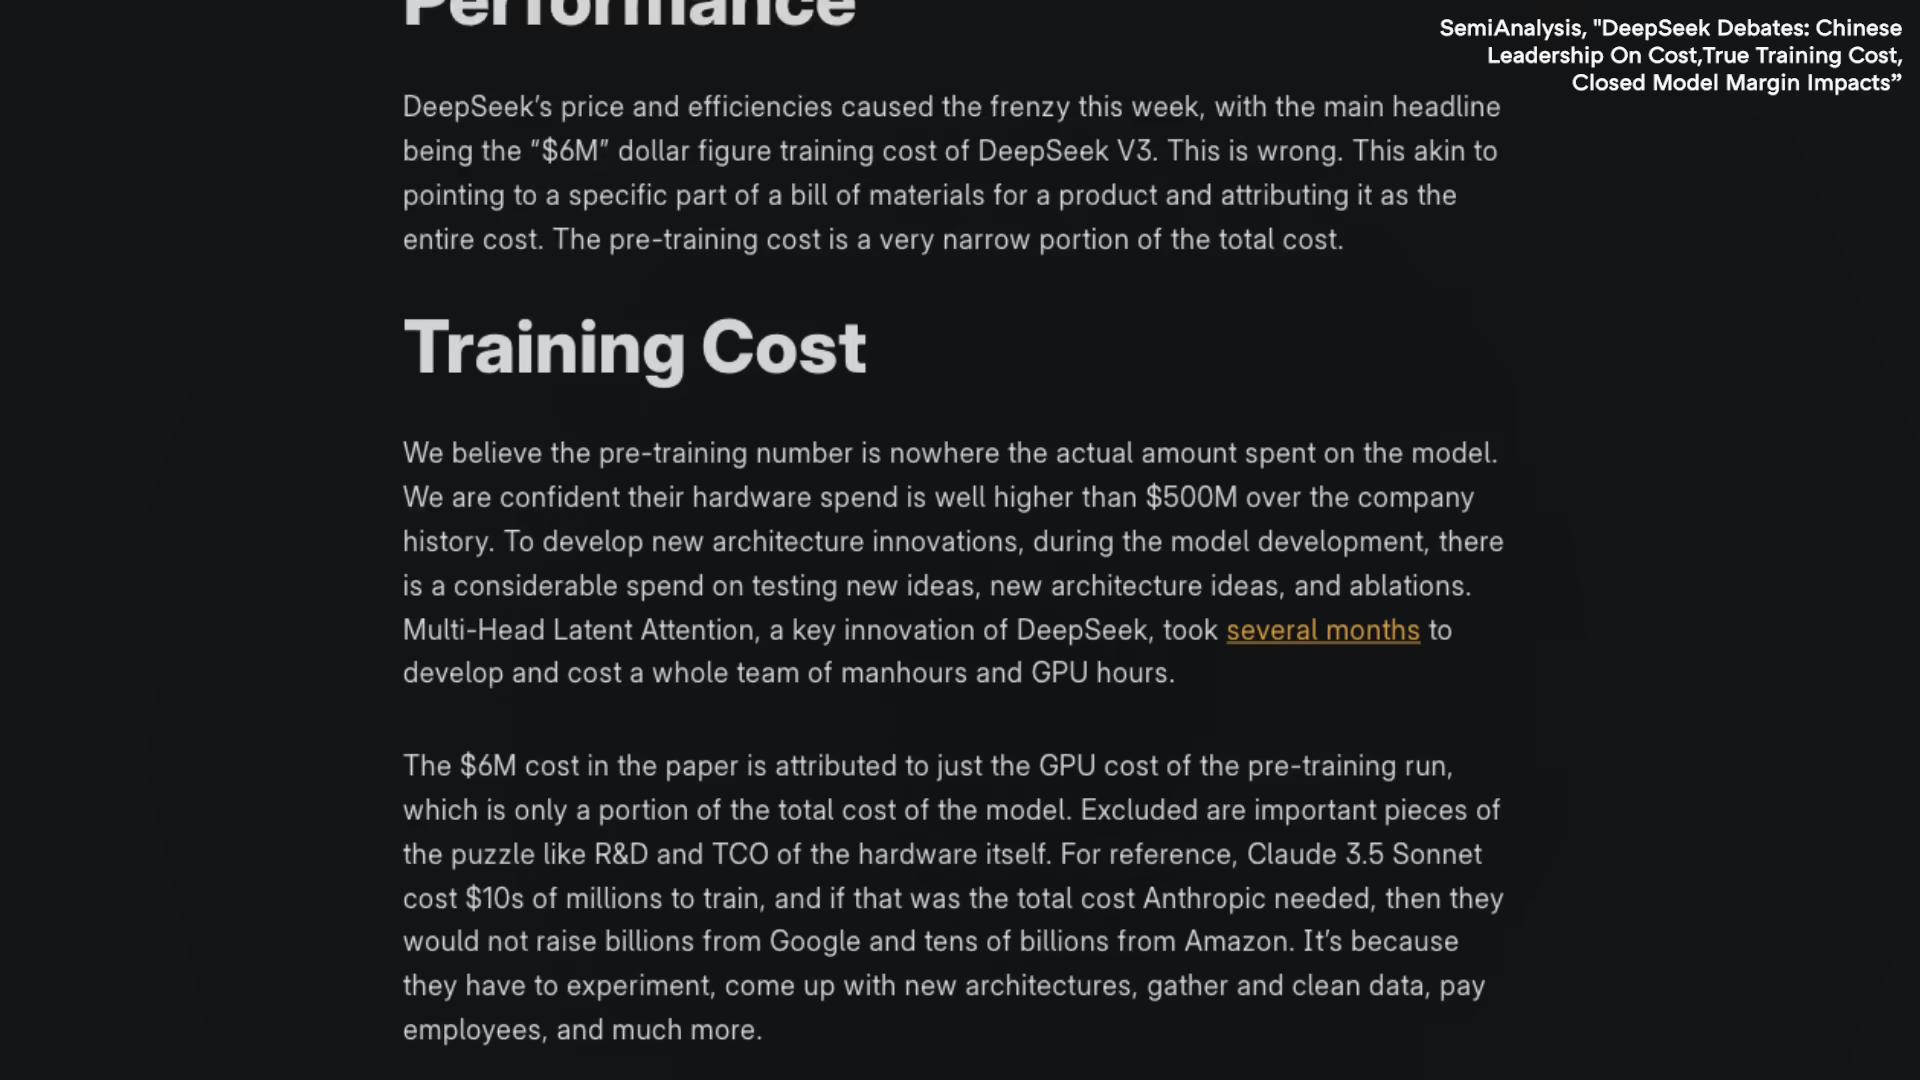 Performance
SemiAnalysis, "DeepSeek Debates: Chinese
Leadership On Cost,True Training Cost,
Closed Model Margin Impacts”
DeepSeek’s price and efficiencies caused the frenzy this week, with the main headline
being the “$6M” dollar figure training cost of DeepSeek V3. This is wrong. This akin to
pointing to a specific part of a bill of materials for a product and attributing it as the
entire cost. The pre-training cost is a very narrow portion of the total cost.
Training Cost
We believe the pre-training number is nowhere the actual amount spent on the model.
We are confident their hardware spend is well higher than $500M over the company
history. To develop new architecture innovations, during the model development, there
is a considerable spend on testing new ideas, new architecture ideas, and ablations.
Multi-Head Latent Attention, a key innovation of DeepSeek, took several months to
develop and cost a whole team of manhours and GPU hours.
The $6M cost in the paper is attributed to just the GPU cost of the pre-training run,
which is only a portion of the total cost of the model. Excluded are important pieces of
the puzzle like R&D and TCO of the hardware itself. For reference, Claude 3.5 Sonnet
cost $10s of millions to train, and if that was the total cost Anthropic needed, then they
would not raise billions from Google and tens of billions from Amazon. It’s because
they have to experiment, come up with new architectures, gather and clean data, pay
employees, and much more.